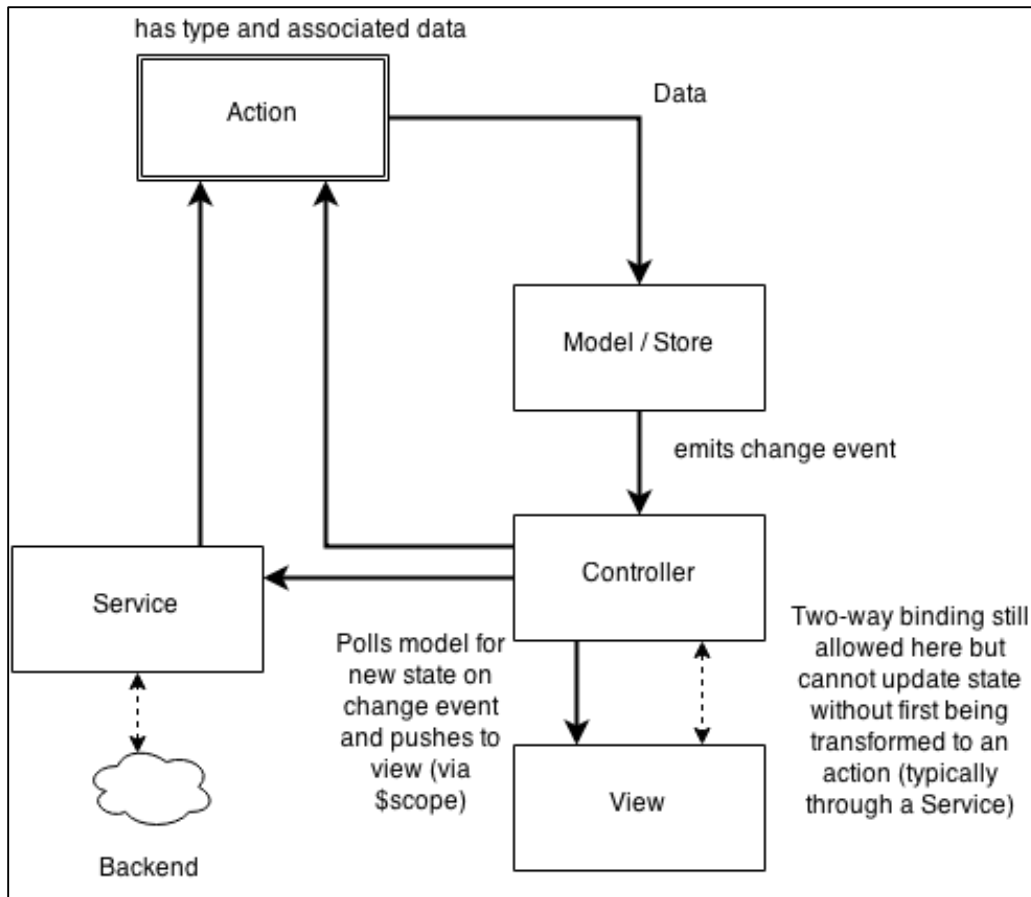 has type and associated data
Action
Data
Model / Store
emits change event
Controller
Service
Polls model for
new state on
change event
and pushes to
view (via
$scope)
Two-way binding still
allowed here but
cannot update state
without first being
transformed to an
action (typically
through a Service)
View
Backend